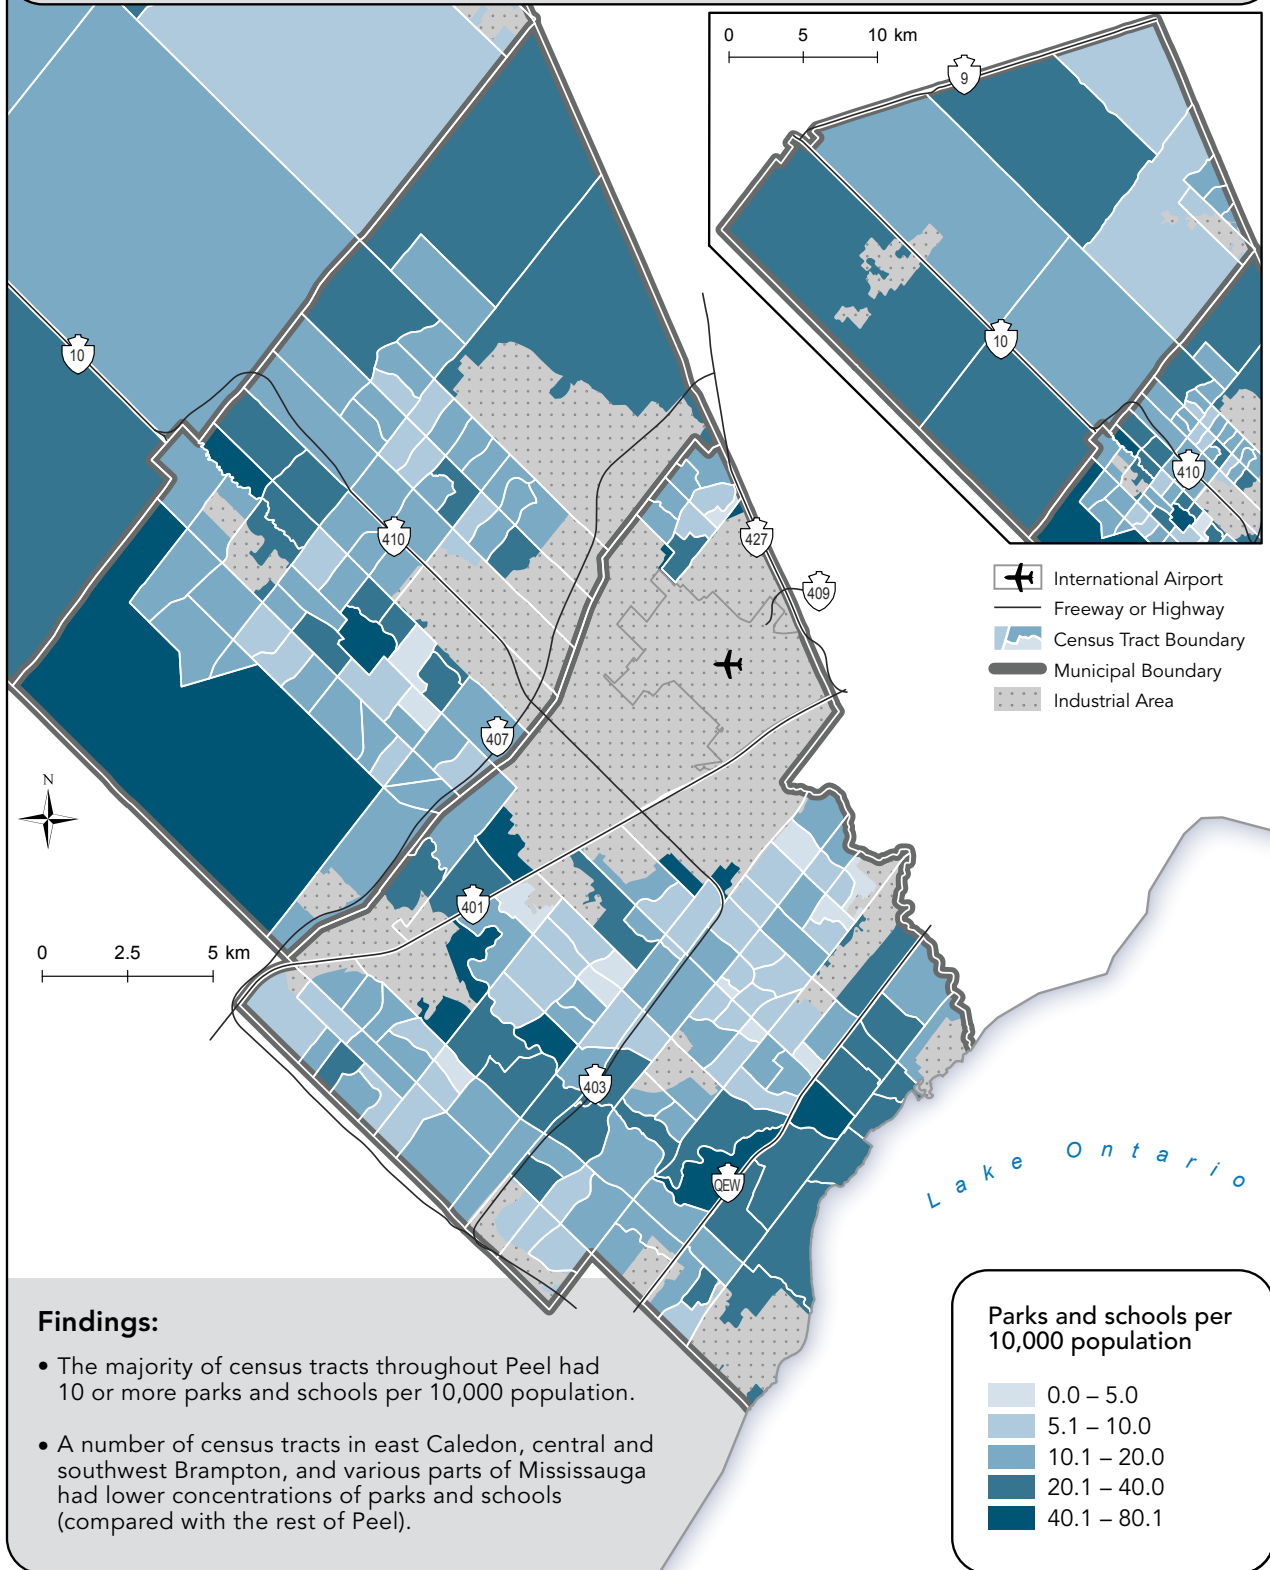 0 5 10 km
9
10
410
10
410
427
409
407
401
403
QEW
International Airport
Freeway or Highway
Census Tract Boundary
Municipal Boundary
Industrial Area
N
0 2.5 5 km
Lake Ontario
Findings:
• The majority of census tracts throughout Peel had
10 or more parks and schools per 10,000 population.
• A number of census tracts in east Caledon, central and
southwest Brampton, and various parts of Mississauga
had lower concentrations of parks and schools
(compared with the rest of Peel).
Parks and schools per
10,000 population
0.0 – 5.0
5.1 – 10.0
10.1 – 20.0
20.1 – 40.0
40.1 – 80.1